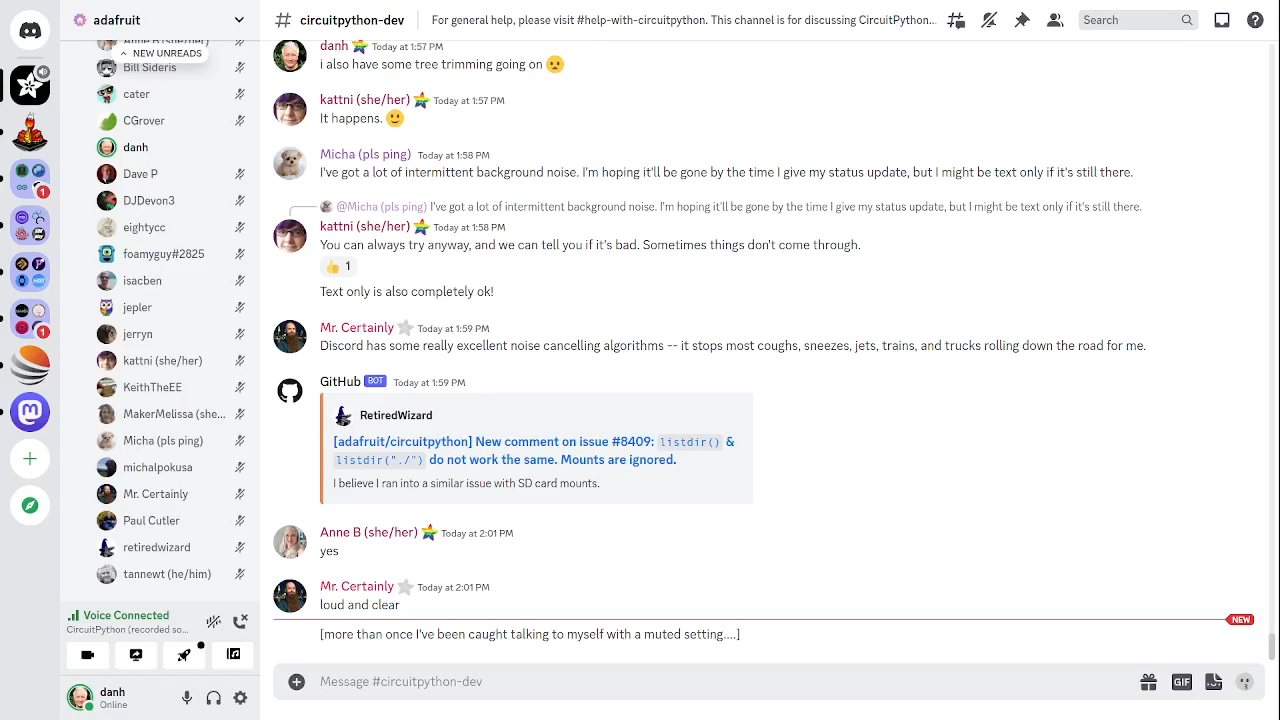 adafruit
circuitpython-dev
For general help, please visit #help-with-circuitpython. This channel is for discussing CircuitPython...
Search
NEW UNREADS
Bill Sideris
cater
CGrover
danh
Dave P
DJDevon3
eightycc
foamyguy#2825
isacben
jepler
jerryn
kattni (she/her)
KeithTheEE
MakerMelissa (she...
Micha (pls ping)
michalpokusa
Mr. Certainly
Paul Cutler
retiredwizard
tannewt (he/him)
Voice Connected
CircuitPython (recorded so...
danh
Online
1
1
danh Today at 1:57 PM
i also have some tree trimming going on
kattni (she/her) Today at 1:57 PM
It happens.
Micha (pls ping) Today at 1:58 PM
I've got a lot of intermittent background noise. I'm hoping it'll be gone by the time I give my status update, but I might be text only if it's still there.
@Micha (pls ping) I've got a lot of intermittent background noise. I'm hoping it'll be gone by the time I give my status update, but I might be text only if it's still there.
kattni (she/her) Today at 1:58 PM
You can always try anyway, and we can tell you if it's bad. Sometimes things don't come through.
1
Text only is also completely ok!
Mr. Certainly Today at 1:59 PM
Discord has some really excellent noise cancelling algorithms -- it stops most coughs, sneezes, jets, trains, and trucks rolling down the road for me.
GitHub BOT Today at 1:59 PM
RetiredWizard
[adafruit/circuitpython] New comment on issue #8409: listdir() &
listdir("./") do not work the same. Mounts are ignored.
I believe I ran into a similar issue with SD card mounts.
Anne B (she/her) Today at 2:01 PM
yes
Mr. Certainly Today at 2:01 PM
loud and clear
NEW
[more than once I've been caught talking to myself with a muted setting....]
Message #circuitpython-dev
GIF